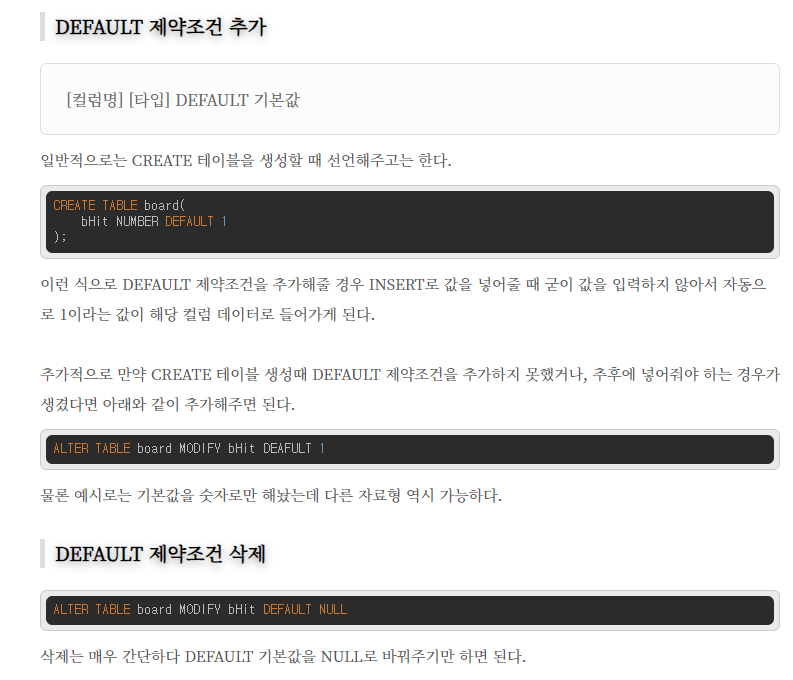 DEFAULT 제약조건 추가
[컬럼명] [타입] DEFAULT 기본값
일반적으로는 CREATE 테이블을 생성할 때 선언해주고는 한다.
CREATE TABLE board(
    bHit NUMBER DEFAULT 1
);
이런 식으로 DEFAULT 제약조건을 추가해줄 경우 INSERT로 값을 넣어줄 때 굳이 값을 입력하지 않아서 자동으
로 1이라는 값이 해당 컬럼 데이터로 들어가게 된다.
추가적으로 만약 CREATE 테이블 생성때 DEFAULT 제약조건을 추가하지 못했거나, 추후에 넣어줘야 하는 경우가
생겼다면 아래와 같이 추가해주면 된다.
ALTER TABLE board MODIFY bHit DEAFULT 1
물론 예시로는 기본값을 숫자로만 해놨는데 다른 자료형 역시 가능하다.
DEFAULT 제약조건 삭제
ALTER TABLE board MODIFY bHit DEFAULT NULL
삭제는 매우 간단하다 DEFAULT 기본값을 NULL로 바꿔주기만 하면 된다.